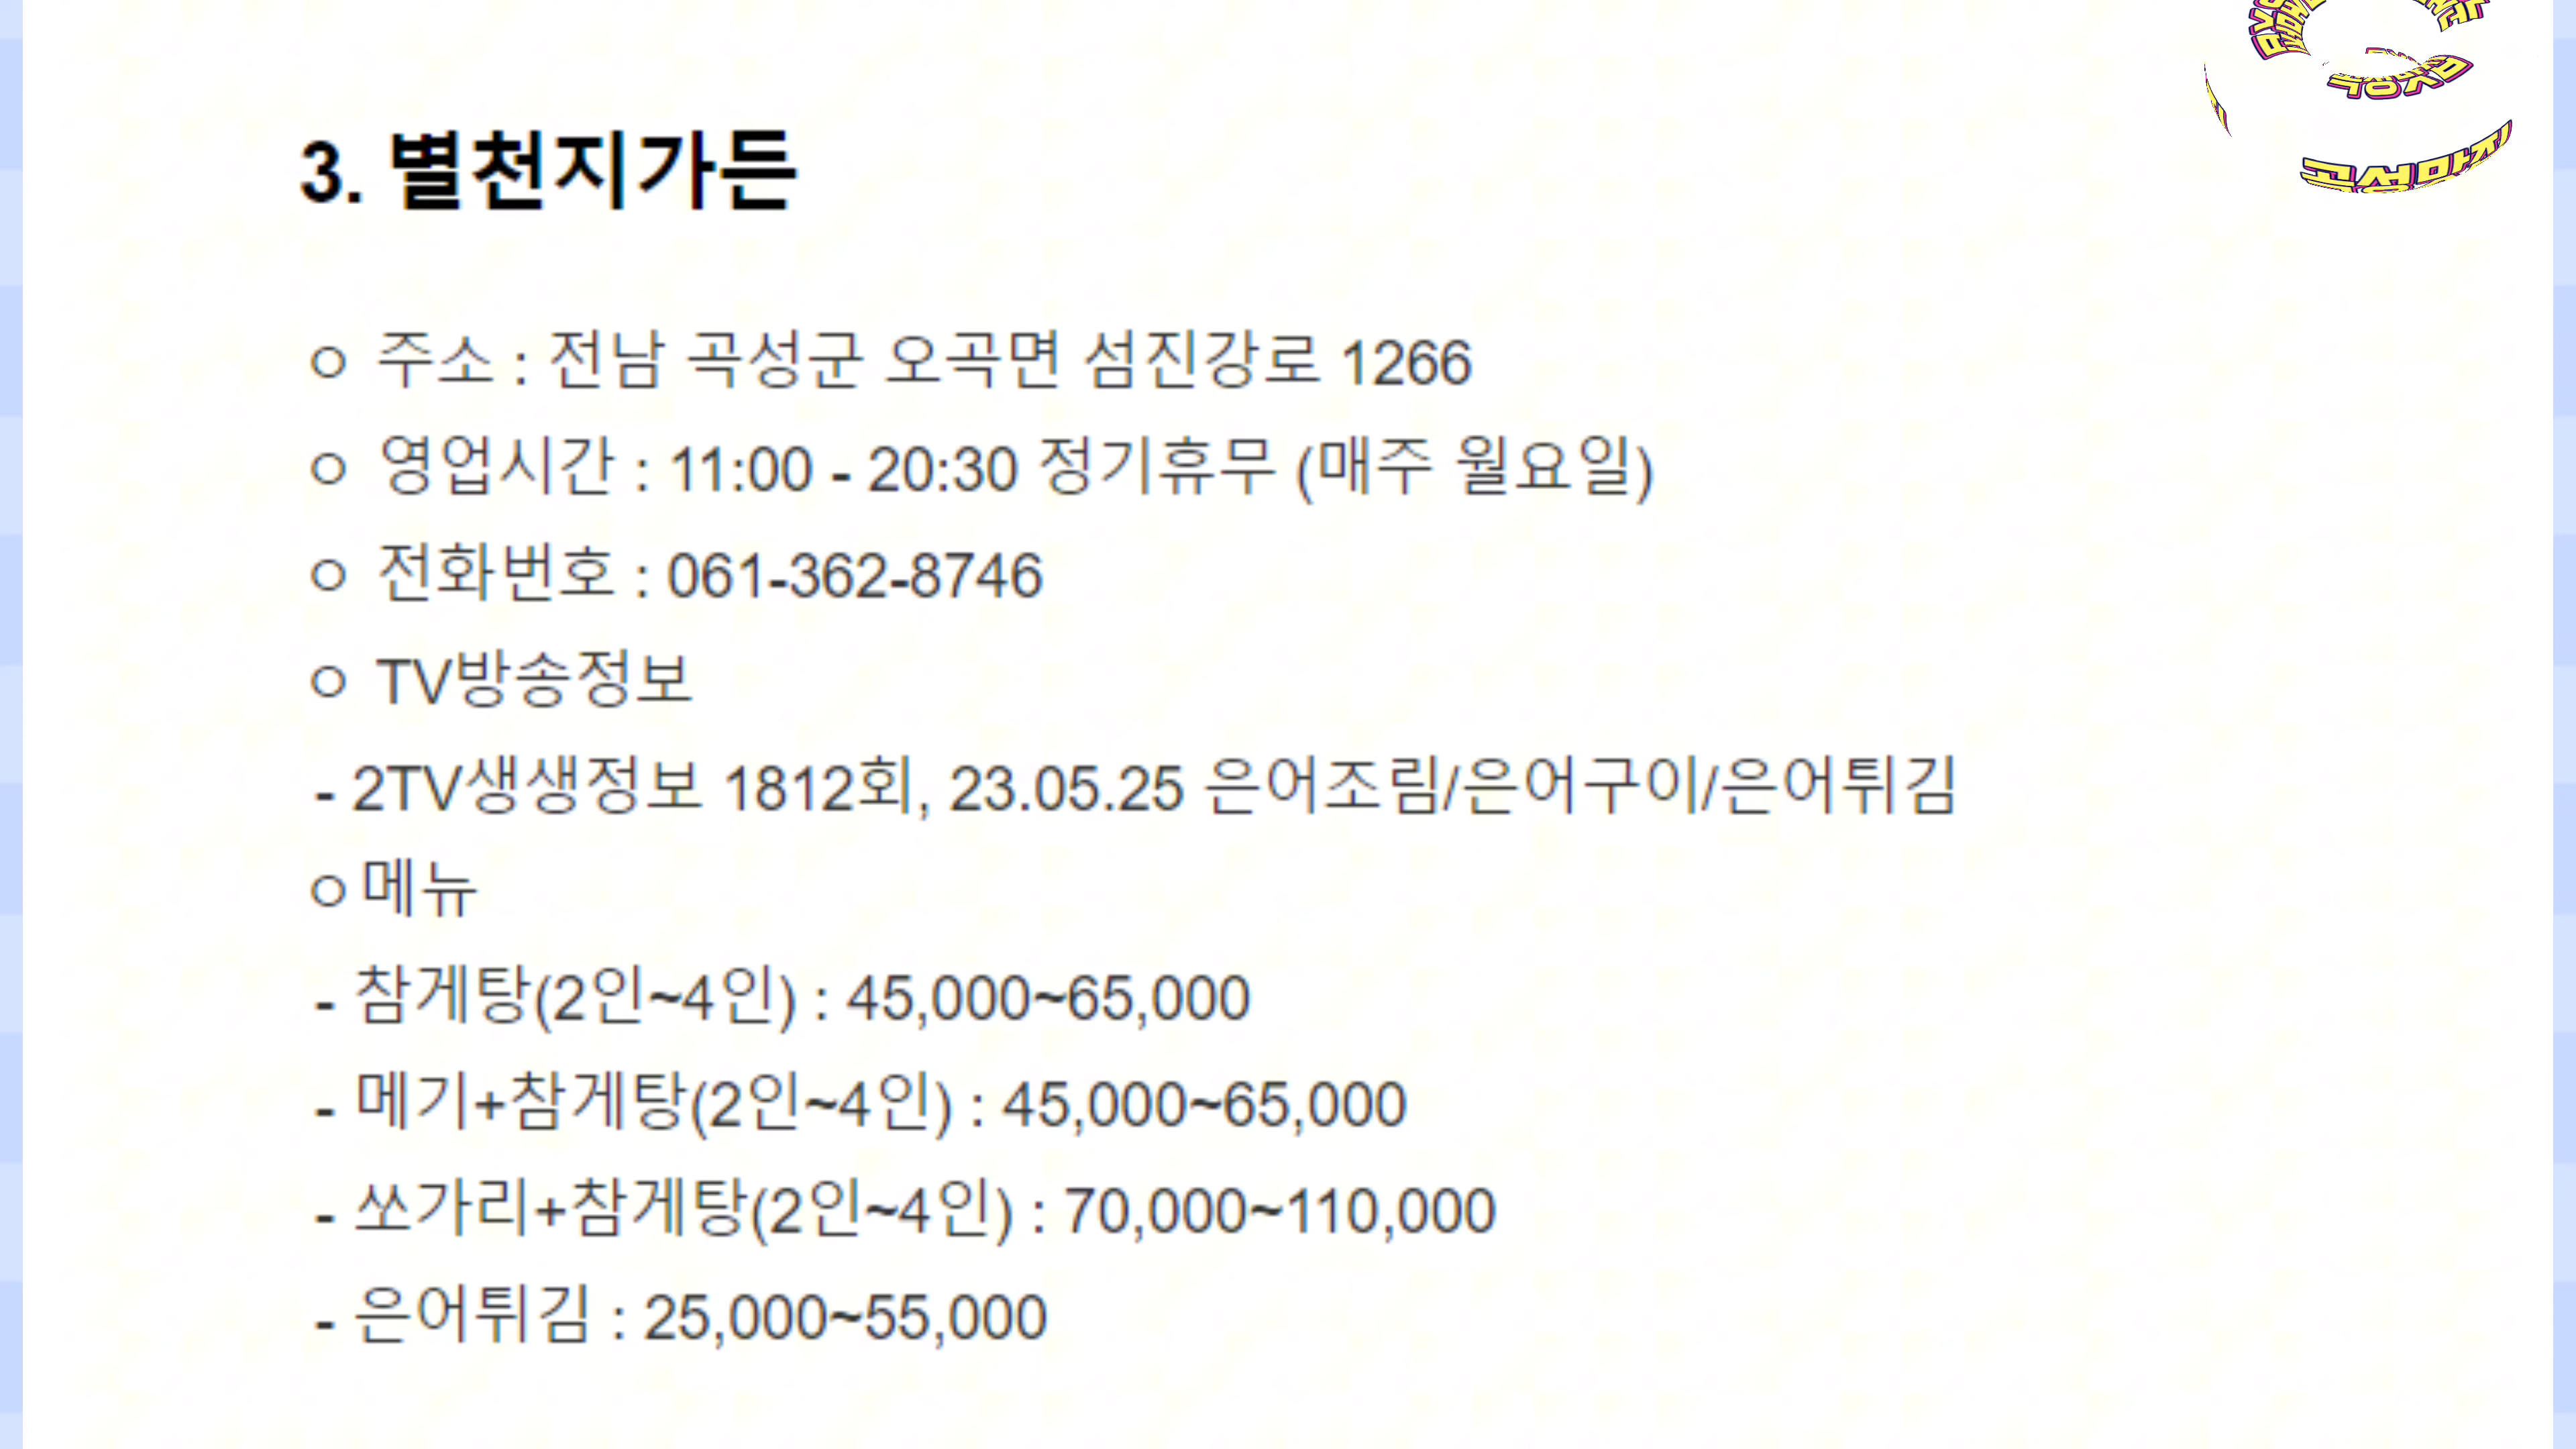 3. 별천지가든
○ 주소 : 전남 곡성군 오곡면 섬진강로 1266
○ 영업시간 : 11:00 - 20:30 정기휴무 (매주 월요일)
○ 전화번호 : 061-362-8746
○ TV방송정보
- 2TV생생정보 1812회, 23.05.25 은어조림/은어구이/은어튀김
○ 메뉴
- 참게탕(2인~4인) : 45,000~65,000
- 메기+참게탕(2인~4인) : 45,000~65,000
- 쏘가리+참게탕(2인~4인) : 70,000~110,000
- 은어튀김 : 25,000~55,000